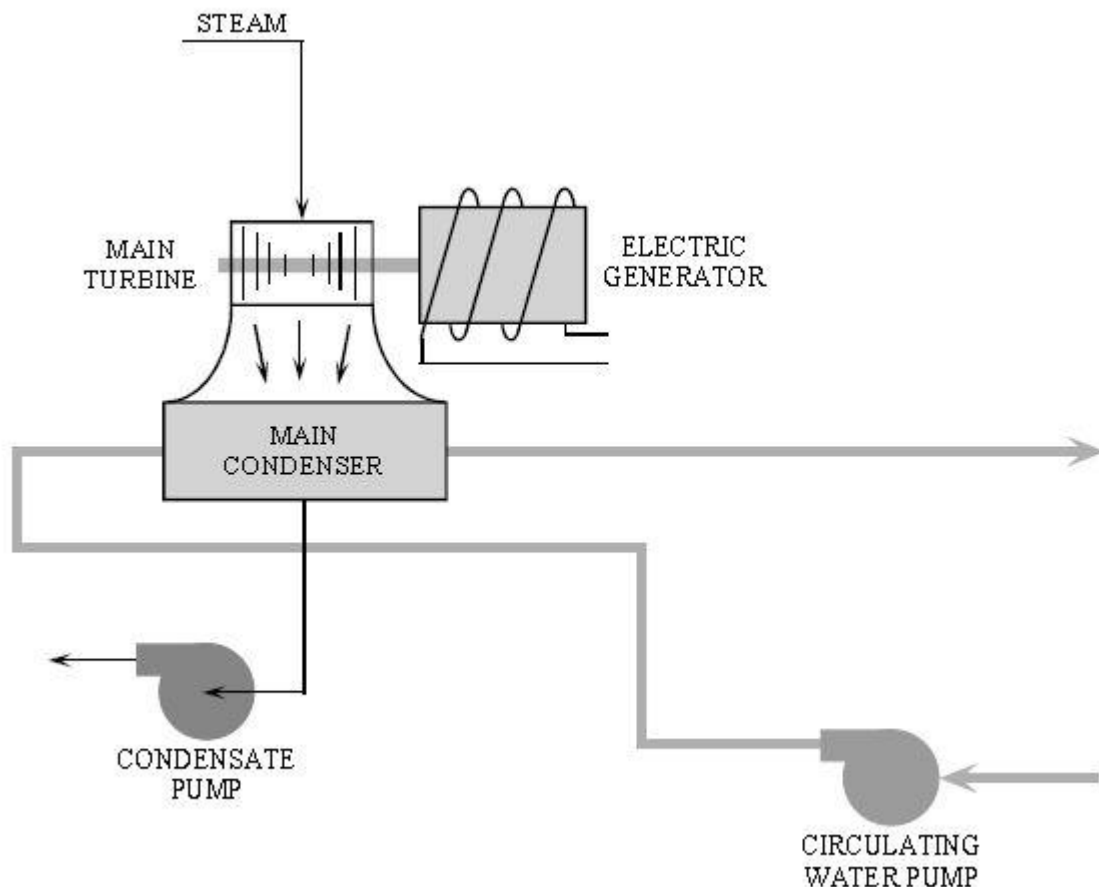 STEAM
MAIN
TURBINE
ELECTRIC
GENERATOR
MAIN
CONDENSER
CONDENSATE
PUMP
CIRCULATING
WATER PUMP